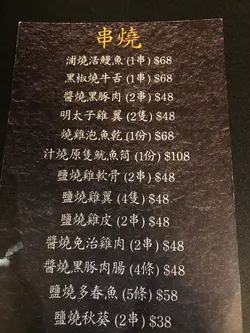 串燒
浦燒活鰻魚 (1串) $68
黑椒燒牛舌 (1串) $68
醬燒黑豚肉 (2串) $48
明太子雞翼 (2隻) $48
燒雞泡魚乾 (1份) $68
汁燒原隻魷魚筒 (1份) $108
鹽燒雞軟骨 (2串) $48
鹽燒雞翼 (4隻) $48
鹽燒雞皮 (2串) $48
醬燒免治雞肉 (2串) $48
醬燒黑豚肉腸 (4條) $48
鹽燒多春魚 (5條) $58
鹽燒秋葵 (2串) $38